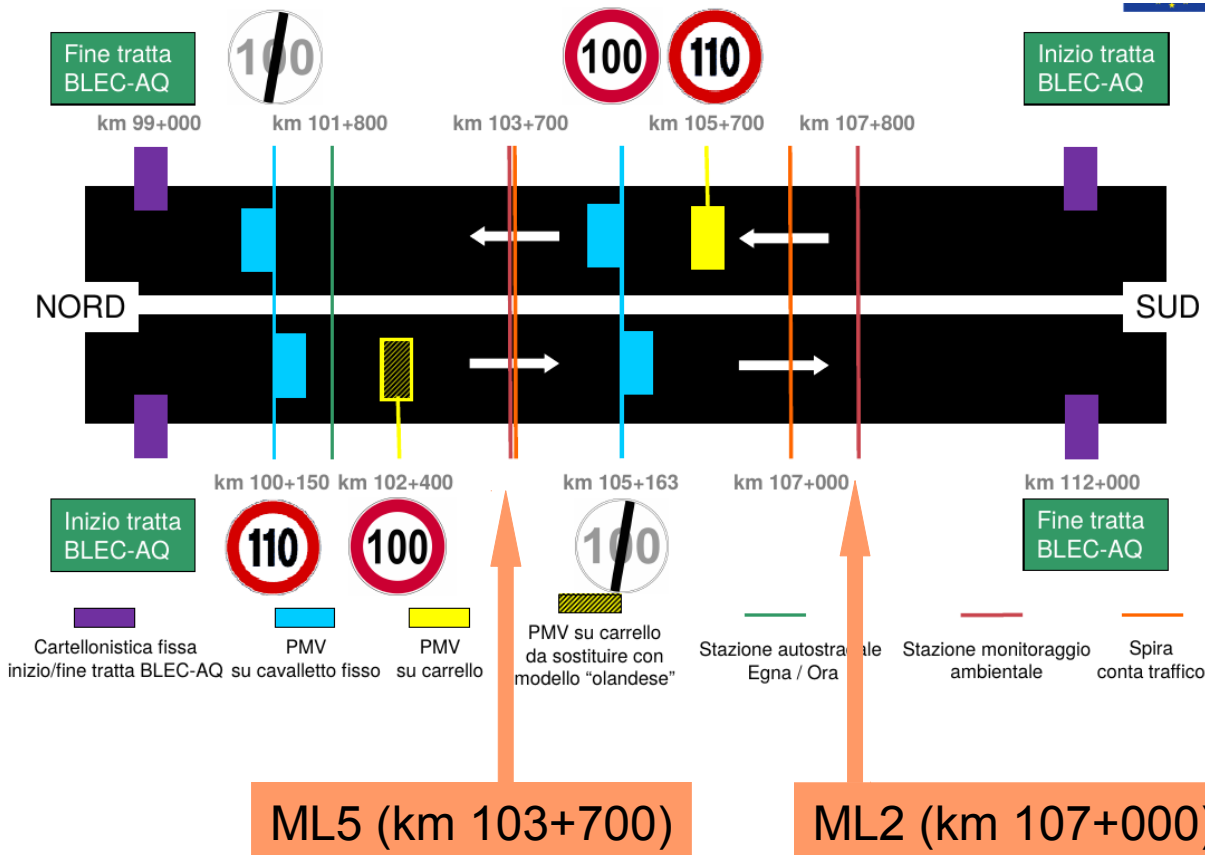 Fine tratta
BLEC-AQ
100
100
110
Inizio tratta
BLEC-AQ
km 99+000
km 101+800
km 103+700
km 105+700
km 107+800
NORD
SUD
km 100+150
km 102+400
km 105+163
km 107+000
km 112+000
Inizio tratta
BLEC-AQ
110
100
100
Fine tratta
BLEC-AQ
Cartellonistica fissa
inizio/fine tratta BLEC-AQ
PMV
su cavalletto fisso
PMV
su carrello
PMV su carrello
da sostituire con
modello “olandese”
Stazione autostradale
Egna / Ora
Stazione monitoraggio
ambientale
Spira
conta traffico
ML5 (km 103+700)
ML2 (km 107+000)